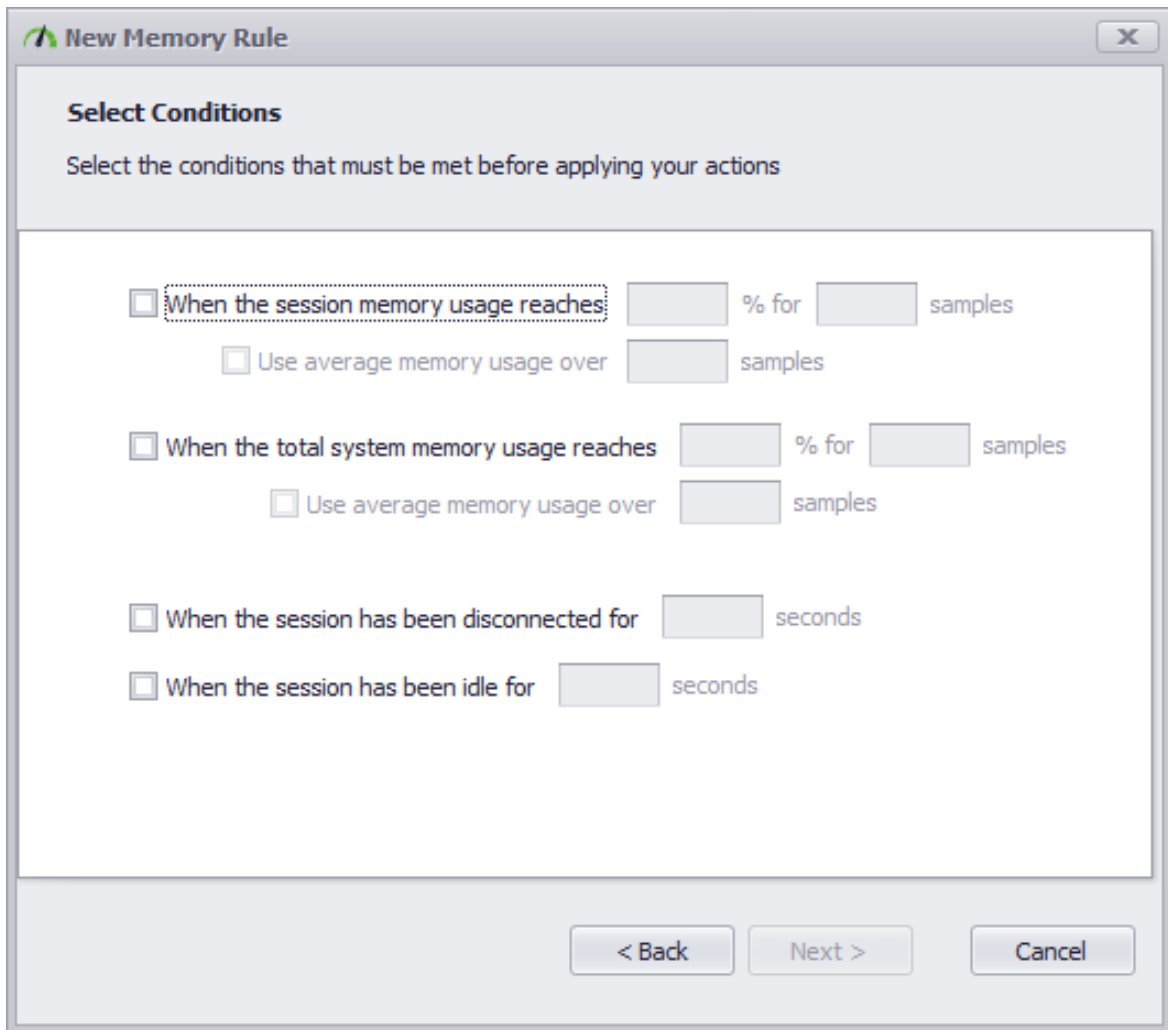 New Memory Rule
Select Conditions
Select the conditions that must be met before applying your actions
When the session memory usage reaches % for samples
Use average memory usage over samples
When the total system memory usage reaches % for samples
Use average memory usage over samples
When the session has been disconnected for seconds
When the session has been idle for seconds
< Back Next > Cancel